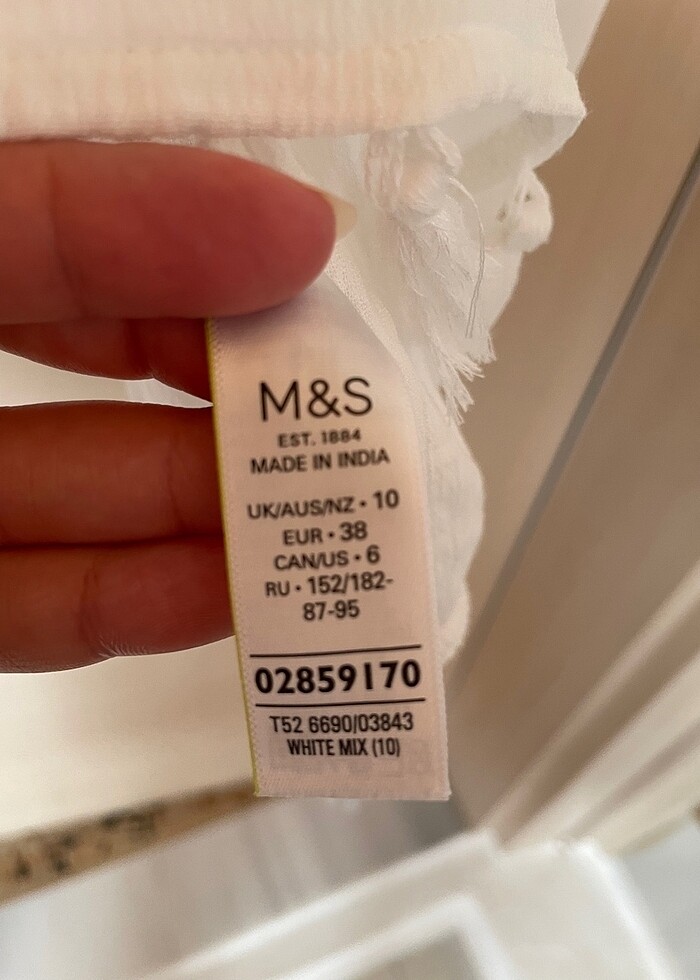 M&S
EST. 1884
MADE IN INDIA
UK/AUS/NZ • 10
EUR • 38
CAN/US • 6
RU • 152/182-
87-95
02859170
T52 6690/03843
WHITE MIX (10)